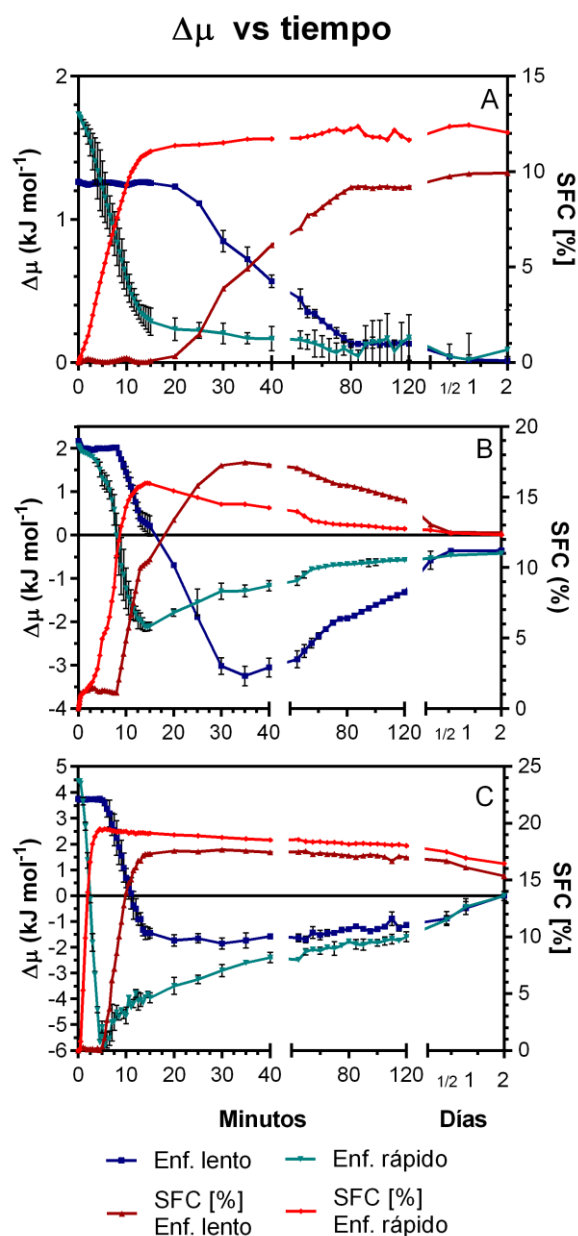 Δμ vs tiempo
A
Δμ (kJ mol⁻¹)
2
1
0
SFC [%]
15
10
5
0
0 10 20 30 40 80 120 1/2 1 2
B
Δμ (kJ mol⁻¹)
2
1
0
-1
-2
-3
-4
SFC (%)
20
15
10
5
0
0 10 20 30 40 80 120 1/2 1 2
C
Δμ (kJ mol⁻¹)
5
4
3
2
1
0
-1
-2
-3
-4
-5
-6
SFC [%]
25
20
15
10
5
0
0 10 20 30 40 80 120 1/2 1 2
Minutos Días
Enf. lento Enf. rápido
SFC [%] SFC [%]
Enf. lento Enf. rápido